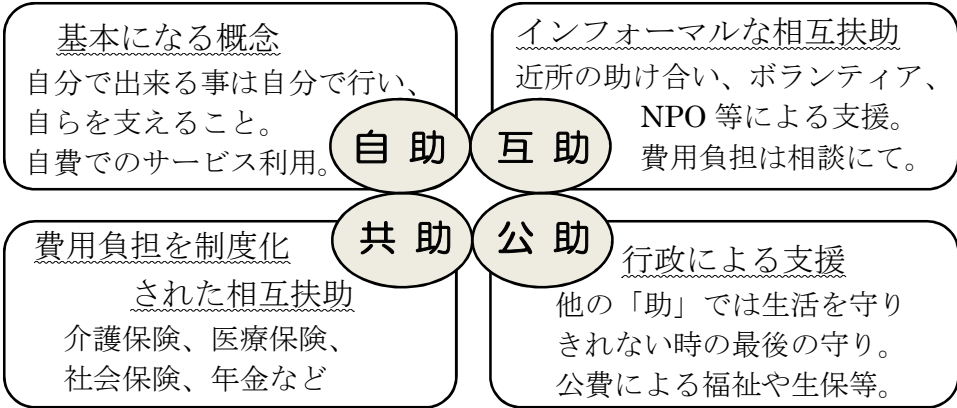 基本になる概念
自分で出来る事は自分で行い、
自らを支えること。
自費でのサービス利用。
自助
インフォーマルな相互扶助
近所の助け合い、ボランティア、
NPO 等による支援。
費用負担は相談にて。
互助
費用負担を制度化
された相互扶助
介護保険、医療保険、
社会保険、年金など
共助
行政による支援
他の「助」では生活を守り
きれない時の最後の守り。
公費による福祉や生保等。
公助